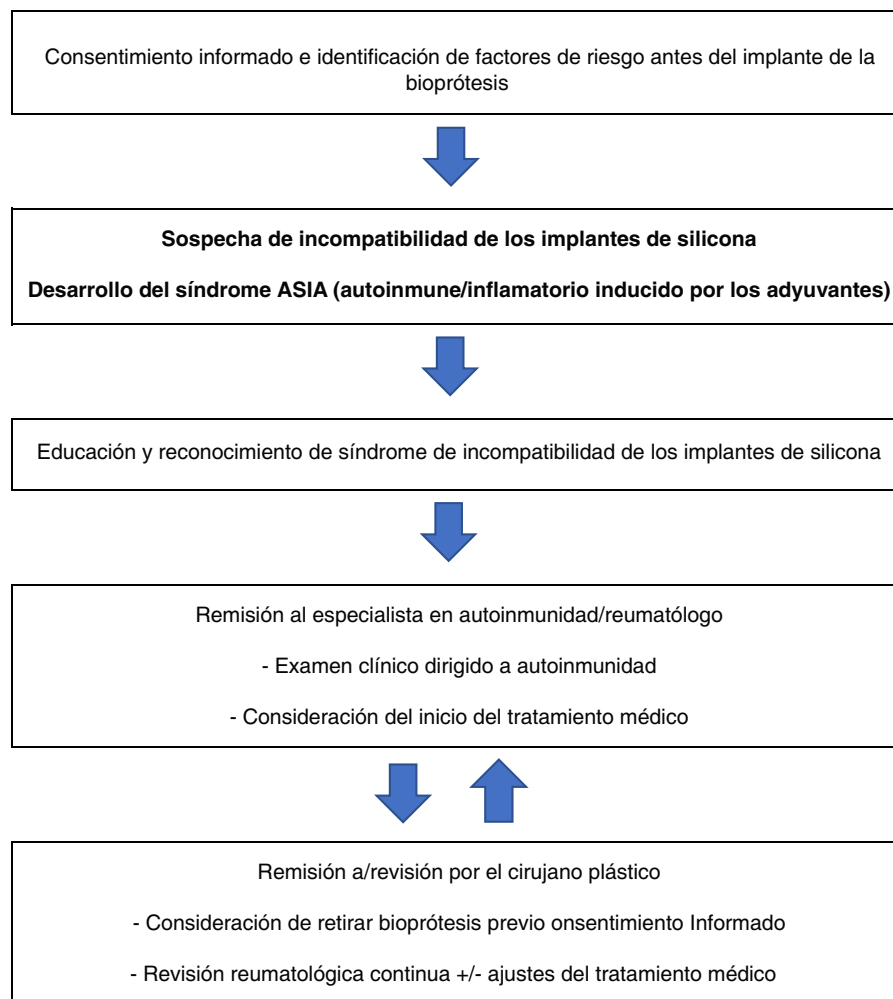 Consentimiento informado e identificación de factores de riesgo antes del implante de la
bioprótesis
Sospecha de incompatibilidad de los implantes de silicona
Desarrollo del síndrome ASIA (autoinmune/inflamatorio inducido por los adyuvantes)
Educación y reconocimiento de síndrome de incompatibilidad de los implantes de silicona
Remisión al especialista en autoinmunidad/reumatólogo
- Examen clínico dirigido a autoinmunidad
- Consideración del inicio del tratamiento médico
Remisión a/revisión por el cirujano plástico
- Consideración de retirar bioprótesis previo onsentimiento Informado
- Revisión reumatológica continua +/- ajustes del tratamiento médico